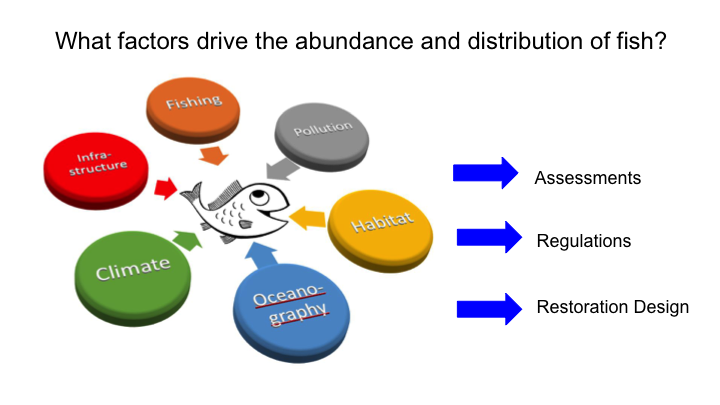 What factors drive the abundance and distribution of fish?
Fishing
Pollution
Infra-
structure
Habitat
Climate
Oceano-
graphy
Assessments
Regulations
Restoration Design